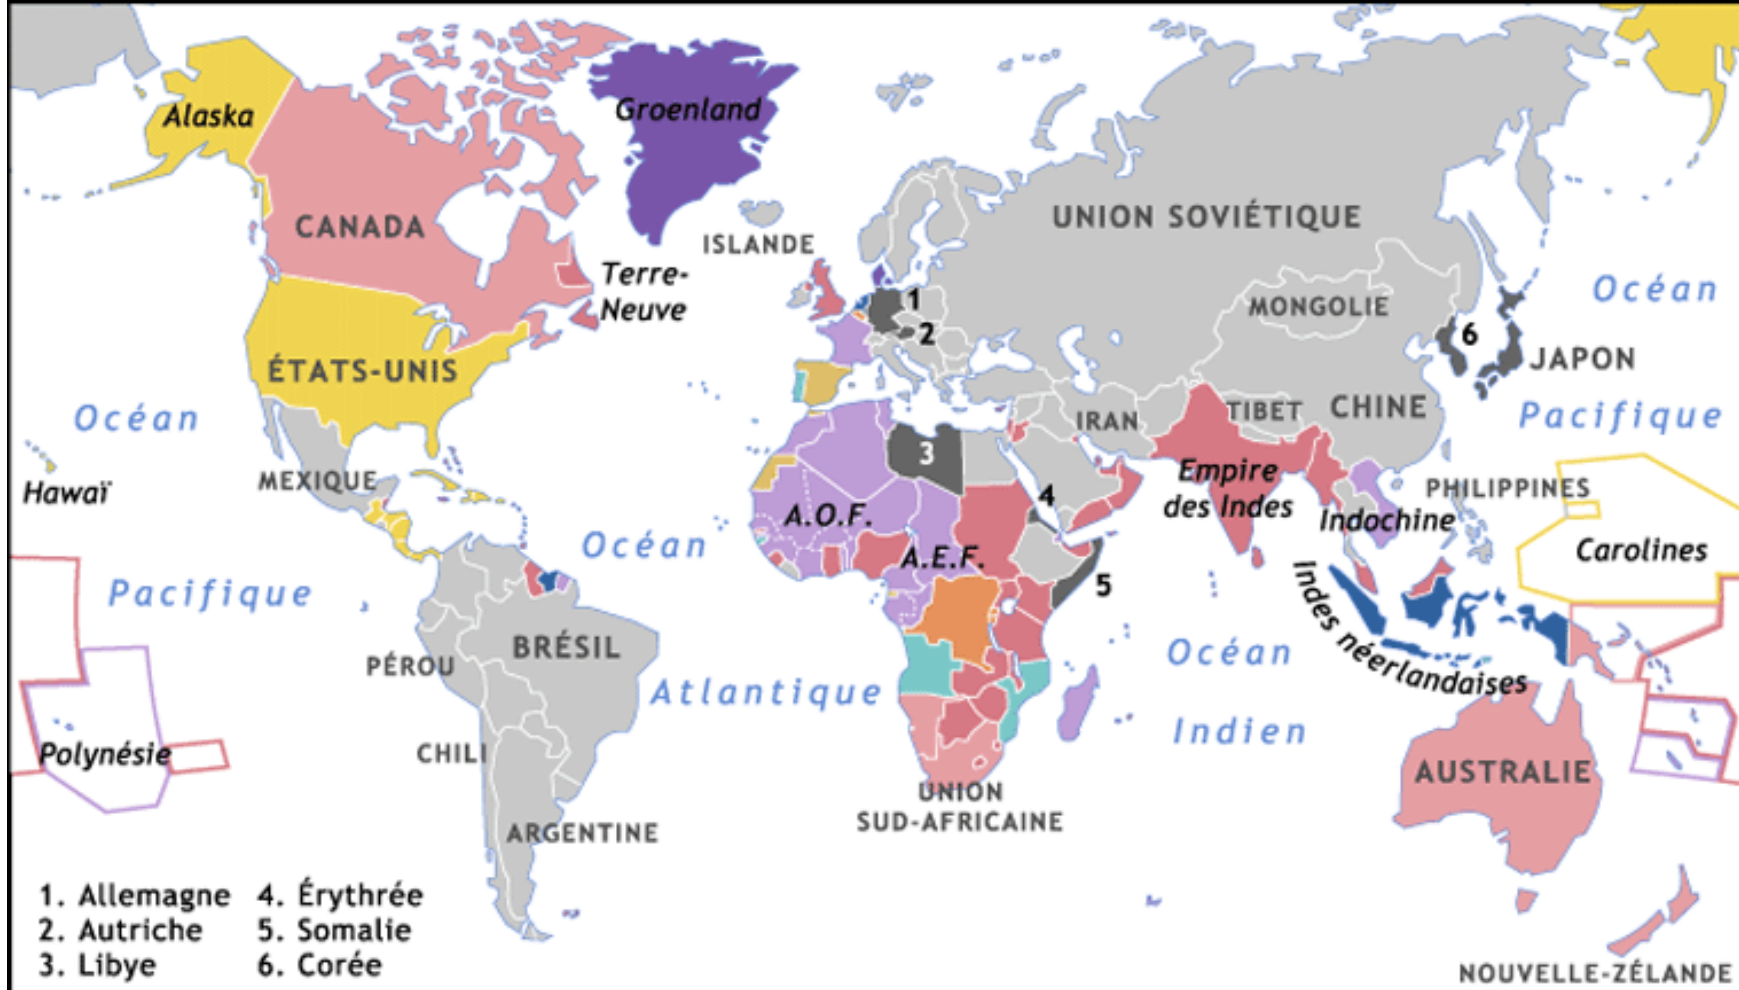 Alaska
Groenland
CANADA
ISLANDE
UNION SOVIÉTIQUE
Terre-
Neuve
Océan
MONGOLIE
1
2
6
ÉTATS-UNIS
JAPON
Océan
IRAN
TIBET
CHINE
Pacifique
3
MEXIQUE
Hawaï
Empire
des Indes
PHILIPPINES
4
A.O.F.
Indochine
Océan
A.E.F.
Carolines
Pacifique
5
Indes néerlandaises
BRÉSIL
PÉROU
Océan
Atlantique
Indien
Polynésie
CHILI
AUSTRALIE
UNION
SUD-AFRICAINE
ARGENTINE
1. Allemagne
2. Autriche
3. Libye
4. Érythrée
5. Somalie
6. Corée
NOUVELLE-ZÉLANDE